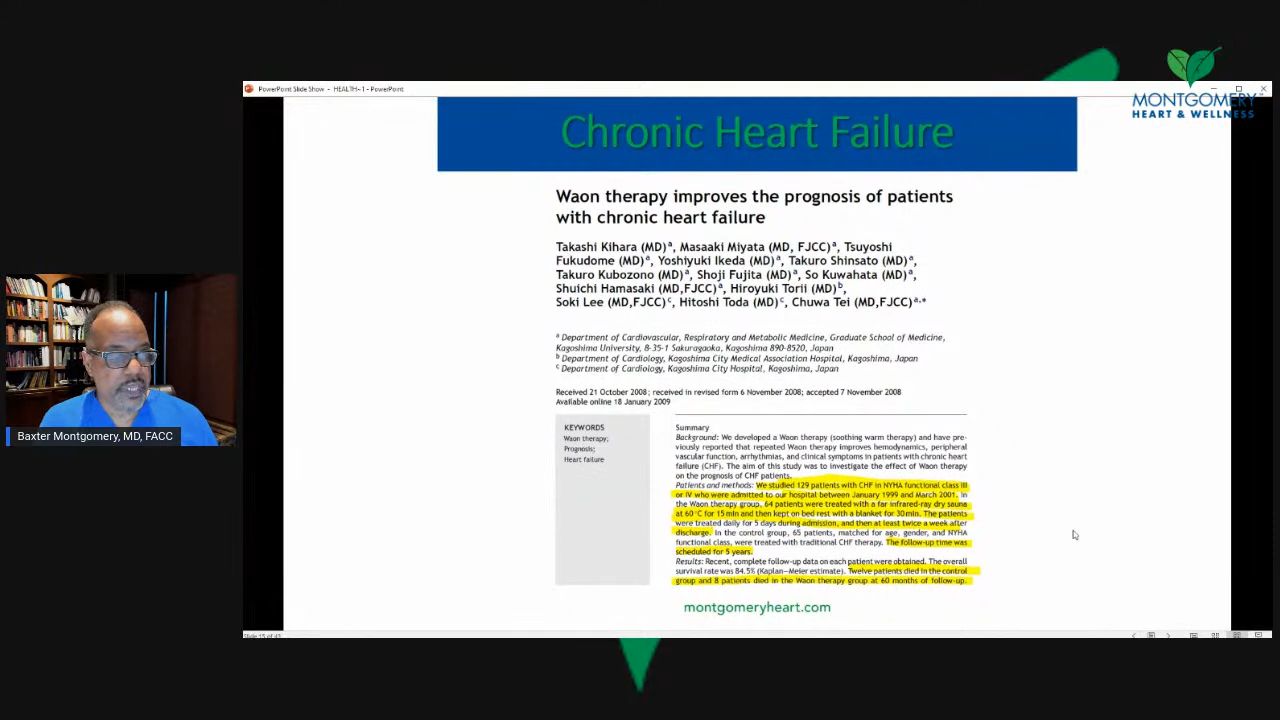 PowerPoint Slide Show - HEALTH~1 - PowerPoint
MONTGOMERY
HEART & WELLNESS
Chronic Heart Failure
Waon therapy improves the prognosis of patients
with chronic heart failure
Takashi Kihara (MD)a, Masaaki Miyata (MD, FJCC)a, Tsuyoshi
Fukudome (MD)a, Yoshiyuki Ikeda (MD)a, Takuro Shinsato (MD)a,
Takuro Kubozono (MD)a, Shoji Fujita (MD)a, So Kuwahata (MD)a,
Shuichi Hamasaki (MD,FJCC)a, Hiroyuki Torii (MD)b,
Soki Lee (MD,FJCC)c, Hitoshi Toda (MD)c, Chuwa Tei (MD,FJCC)a,*
a Department of Cardiovascular, Respiratory and Metabolic Medicine, Graduate School of Medicine,
Kagoshima University, 8-35-1 Sakuragaoka, Kagoshima 890-8520, Japan
b Department of Cardiology, Kagoshima City Medical Association Hospital, Kagoshima, Japan
c Department of Cardiology, Kagoshima City Hospital, Kagoshima, Japan
Received 21 October 2008; received in revised form 6 November 2008; accepted 7 November 2008
Available online 18 January 2009
KEYWORDS
Waon therapy;
Prognosis;
Heart failure
Summary
Background: We developed a Waon therapy (soothing warm therapy) and have pre-
viously reported that repeated Waon therapy improves hemodynamics, peripheral
vascular function, arrhythmias, and clinical symptoms in patients with chronic heart
failure (CHF). The aim of this study was to investigate the effect of Waon therapy
on the prognosis of CHF patients.
Patients and methods: We studied 129 patients with CHF in NYHA functional class III
or IV who were admitted to our hospital between January 1999 and March 2001. In
the Waon therapy group, 64 patients were treated with a far infrared-ray dry sauna
at 60 °C for 15 min and then kept on bed rest with a blanket for 30 min. The patients
were treated daily for 5 days during admission, and then at least twice a week after
discharge. In the control group, 65 patients, matched for age, gender, and NYHA
functional class, were treated with traditional CHF therapy. The follow-up time was
scheduled for 5 years.
Results: Recent, complete follow-up data on each patient were obtained. The overall
survival rate was 84.5% (Kaplan—Meier estimate). Twelve patients died in the control
group and 8 patients died in the Waon therapy group at 60 months of follow-up.
montgomeryheart.com
Baxter Montgomery, MD, FACC